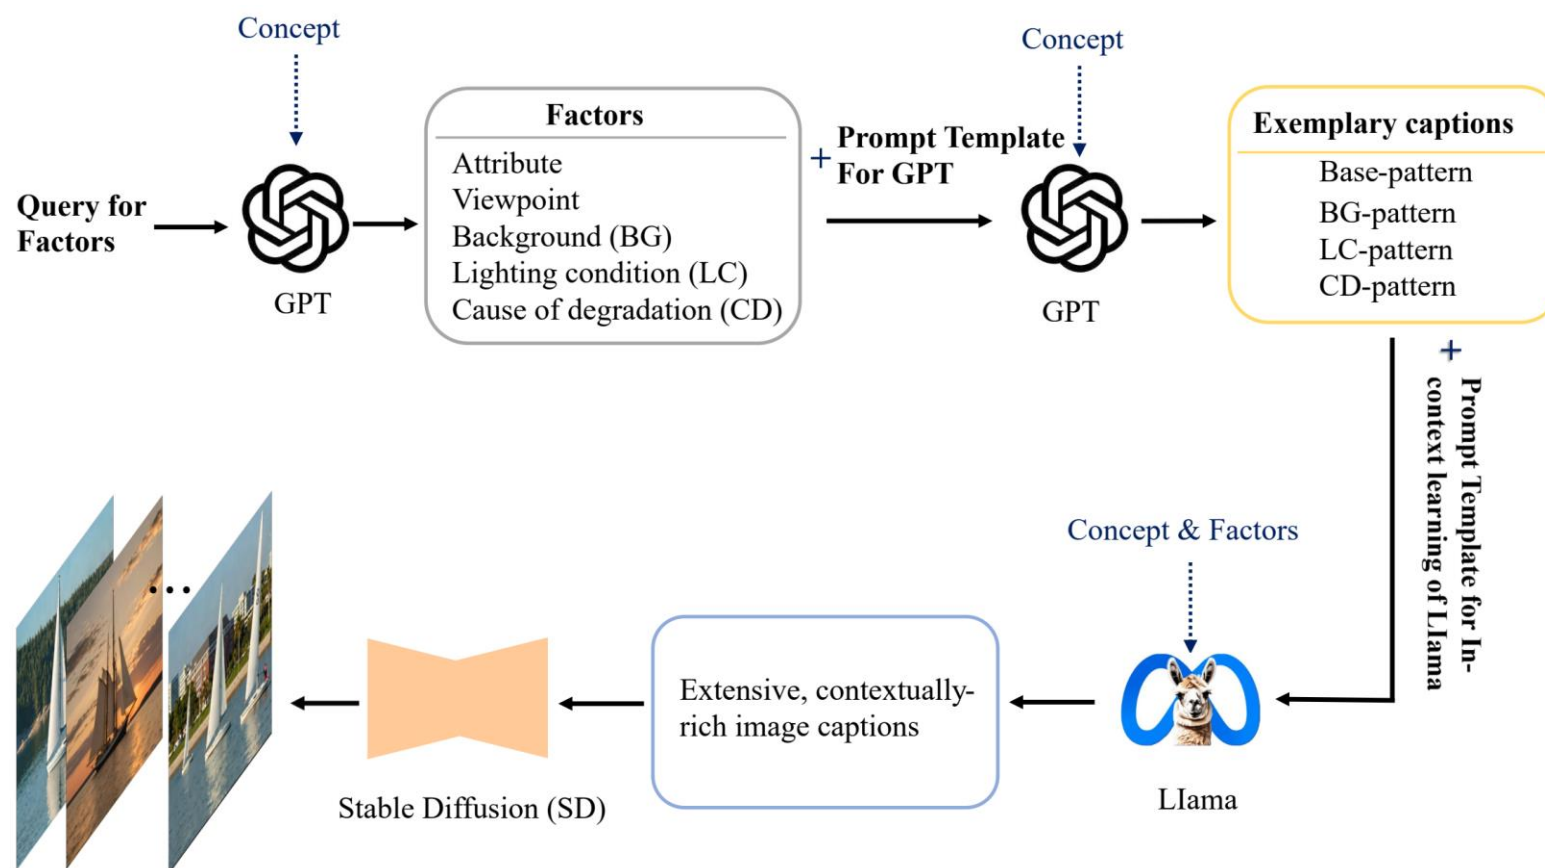 Concept
Query for
Factors
GPT
Factors
Attribute
Viewpoint
Background (BG)
Lighting condition (LC)
Cause of degradation (CD)
+
Prompt Template
For GPT
Concept
GPT
Exemplary captions
Base-pattern
BG-pattern
LC-pattern
CD-pattern
+
Prompt Template for In-
context learning of LIama
Concept & Factors
LIama
Extensive, contextually-
rich image captions
Stable Diffusion (SD)
...